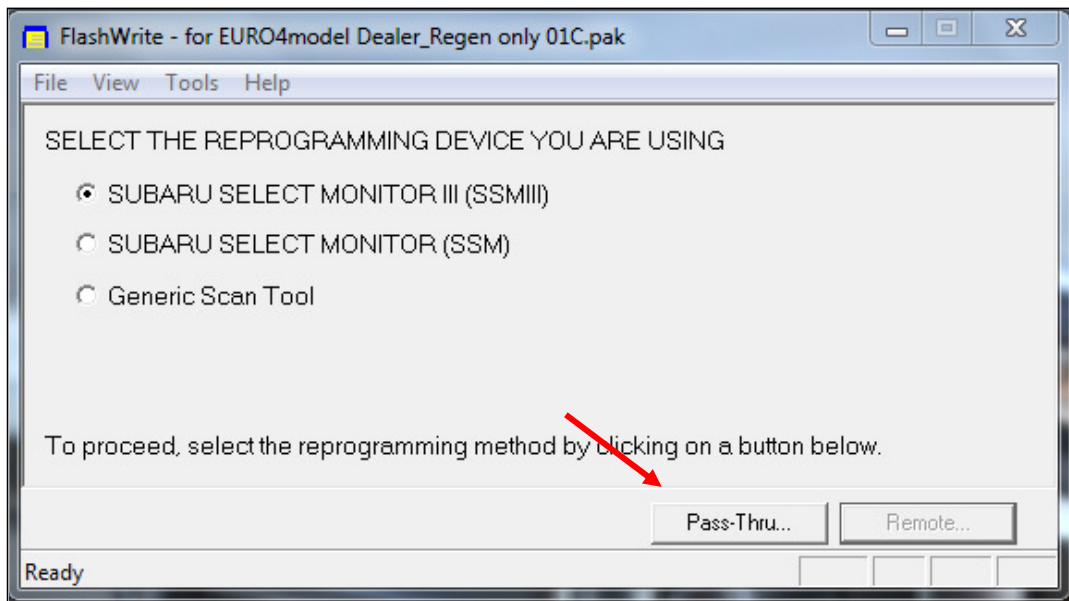 FlashWrite - for EURO4model Dealer_Regen only 01C.pak
File View Tools Help
SELECT THE REPROGRAMMING DEVICE YOU ARE USING
SUBARU SELECT MONITOR III (SSMIII)
SUBARU SELECT MONITOR (SSM)
Generic Scan Tool
To proceed, select the reprogramming method by clicking on a button below.
Pass-Thru... Remote...
Ready